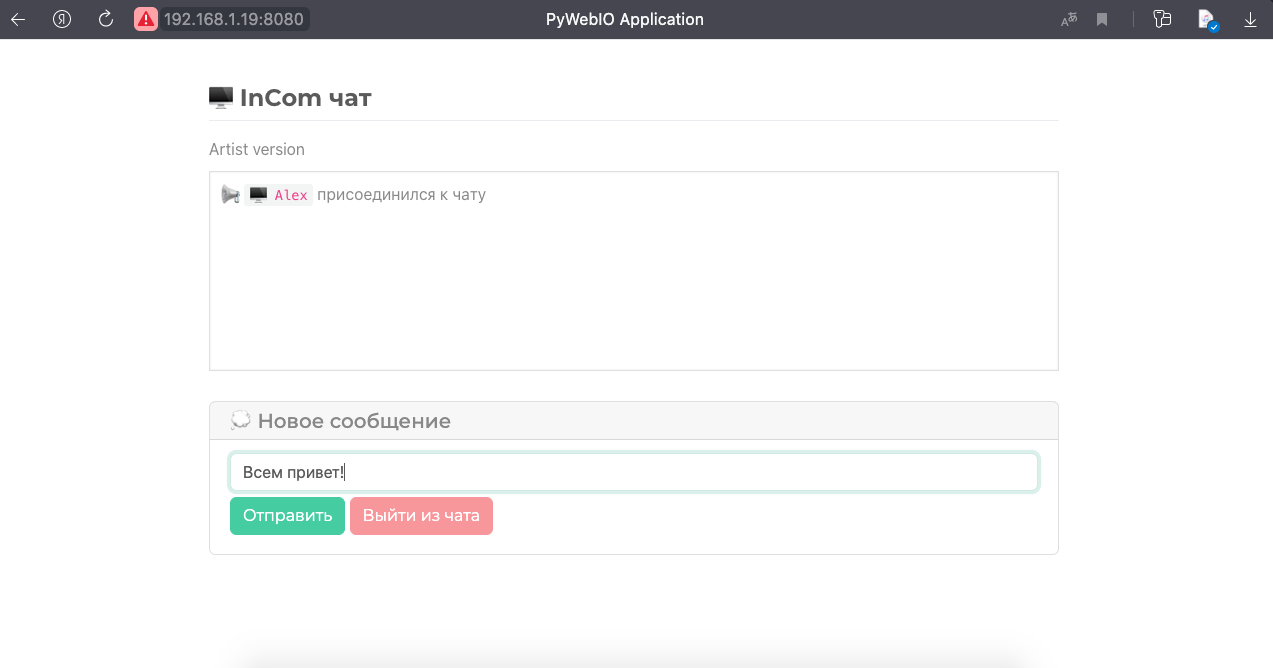 192.168.1.19:8080
PyWebIO Application
InCom чат
Artist version
Alex присоединился к чату
Новое сообщение
Всем привет!
Отправить Выйти из чата